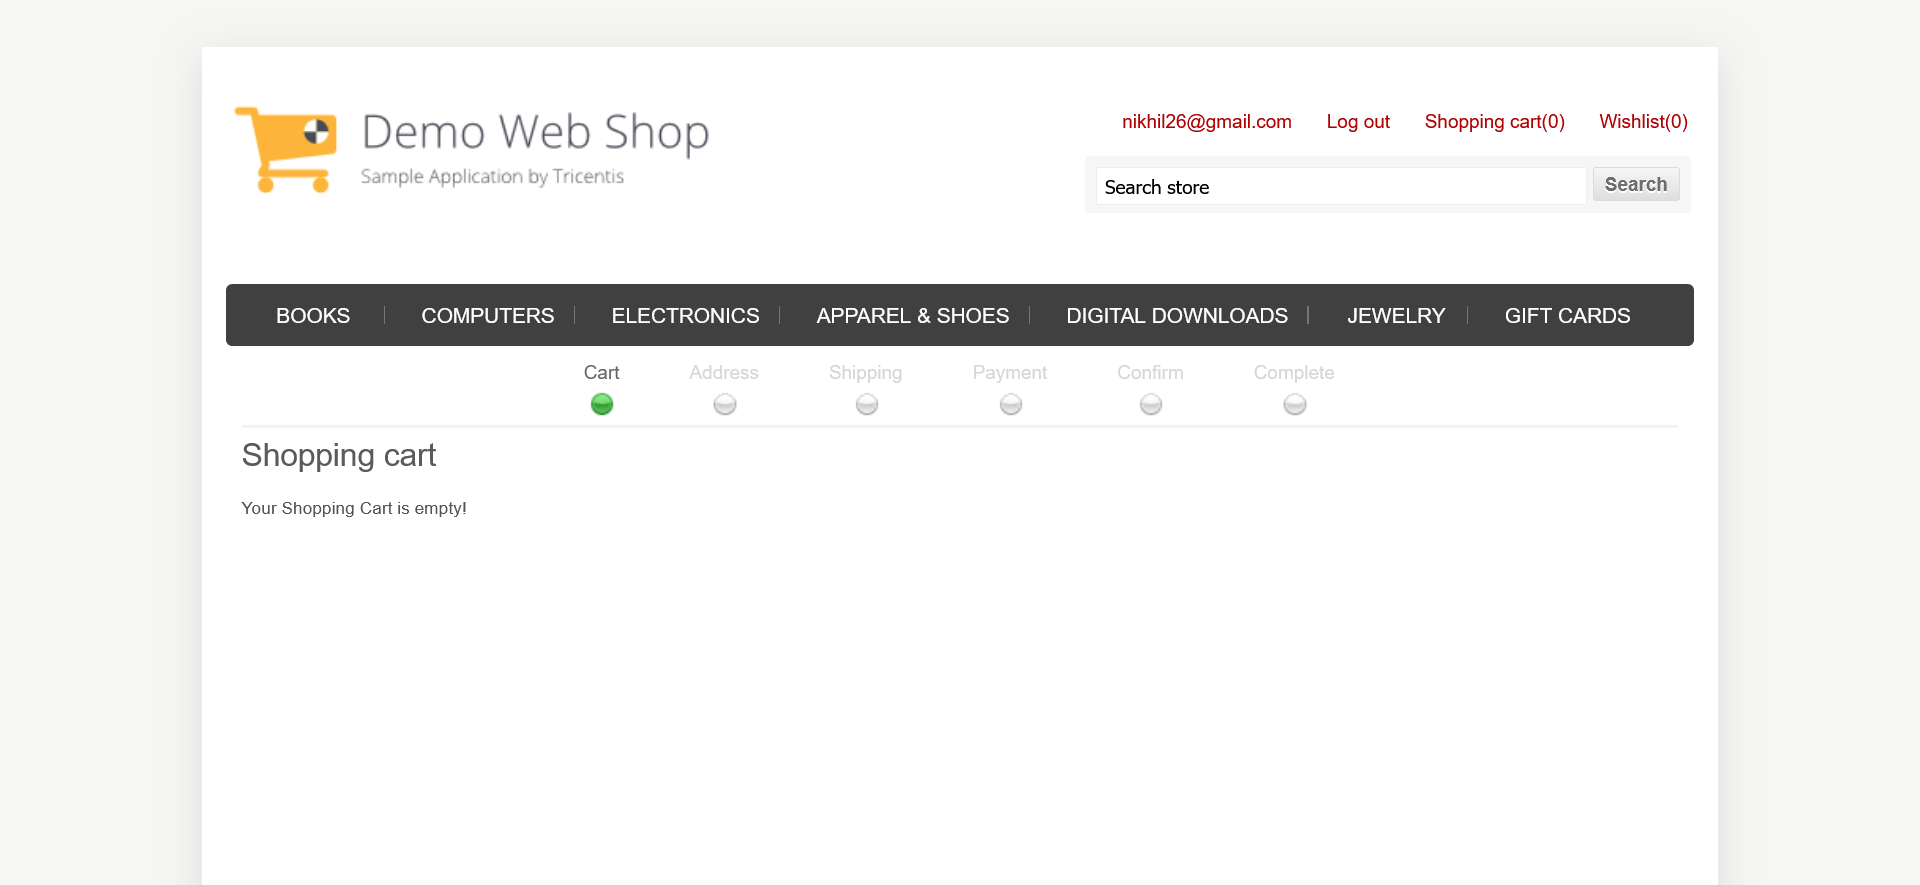 Demo Web Shop
Sample Application by Tricentis
nikhil26@gmail.com Log out Shopping cart(0) Wishlist(0)
Search store Search
BOOKS COMPUTERS ELECTRONICS APPAREL & SHOES DIGITAL DOWNLOADS JEWELRY GIFT CARDS
Cart Address Shipping Payment Confirm Complete
Shopping cart
Your Shopping Cart is empty!